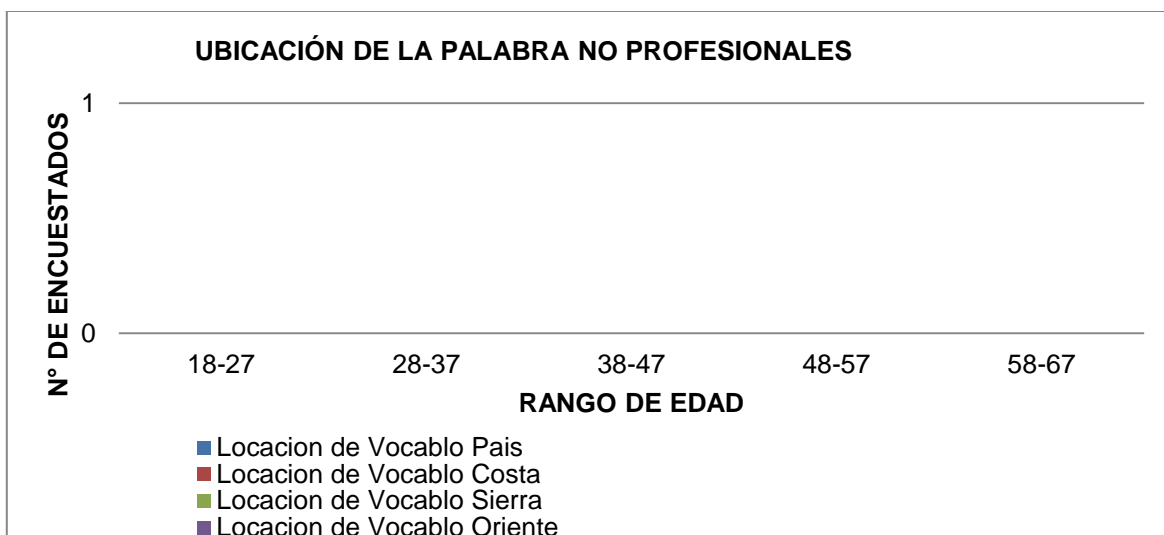 UBICACIÓN DE LA PALABRA NO PROFESIONALES
1
N° DE ENCUESTADOS
0
18-27 28-37 38-47 48-57 58-67
RANGO DE EDAD
Locacion de Vocablo Pais
Locacion de Vocablo Costa
Locacion de Vocablo Sierra
Locacion de Vocablo Oriente